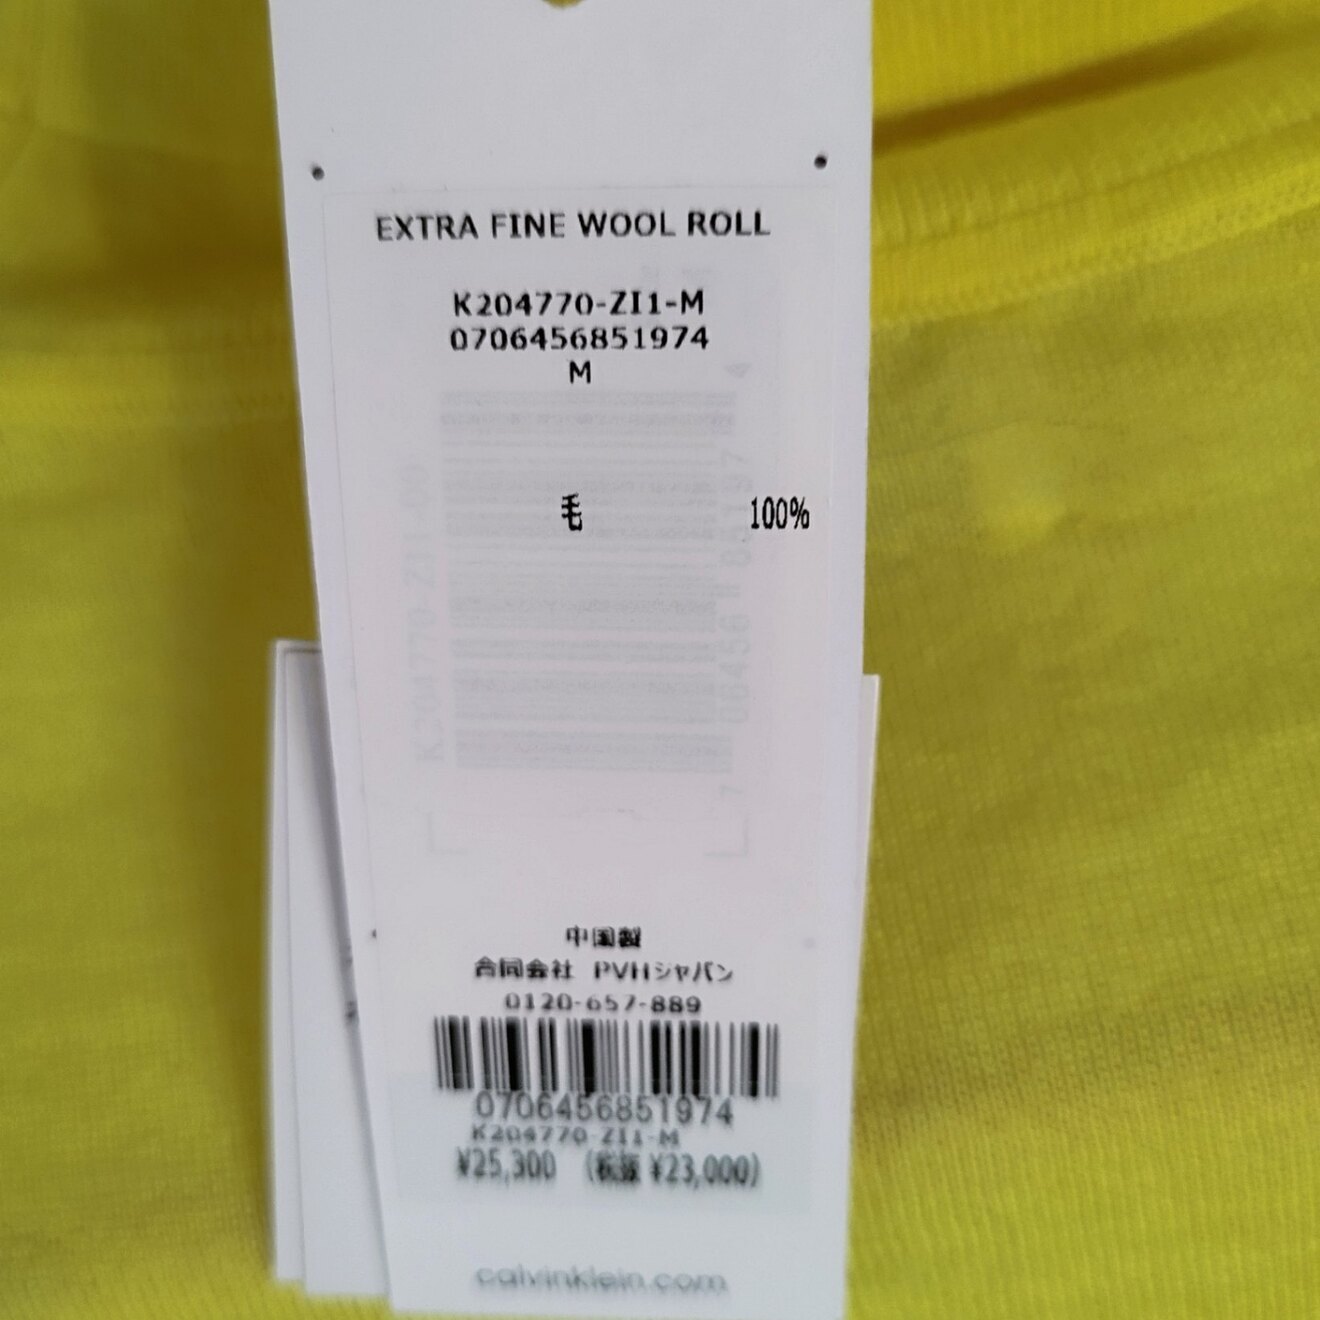 EXTRA FINE WOOL ROLL
K204770-ZI1-M
0706456851974
M
毛 100%
中国製
合同会社 PVHジャパン
0120-657-889
0706456851974
K204770-ZI1-M
¥25,300 (税抜 ¥23,000)
calvinklein.com